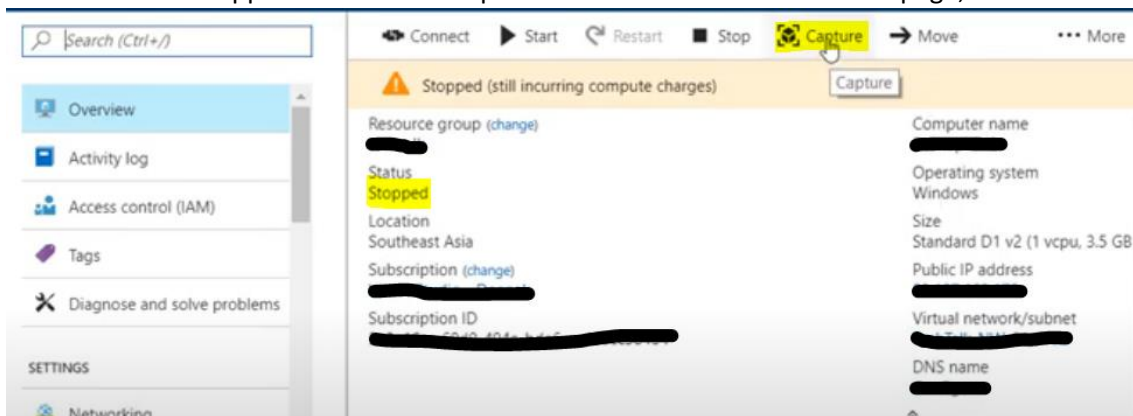 Search (Ctrl+/)
Overview
Activity log
Access control (IAM)
Tags
Diagnose and solve problems
SETTINGS
Networking
Connect Start Restart Stop Capture Move ••• More
Stopped (still incurring compute charges)
Capture
Resource group (change)
Status
Stopped
Location
Southeast Asia
Subscription (change)
Subscription ID
Computer name
Operating system
Windows
Size
Standard D1 v2 (1 vcpu, 3.5 GB
Public IP address
Virtual network/subnet
DNS name